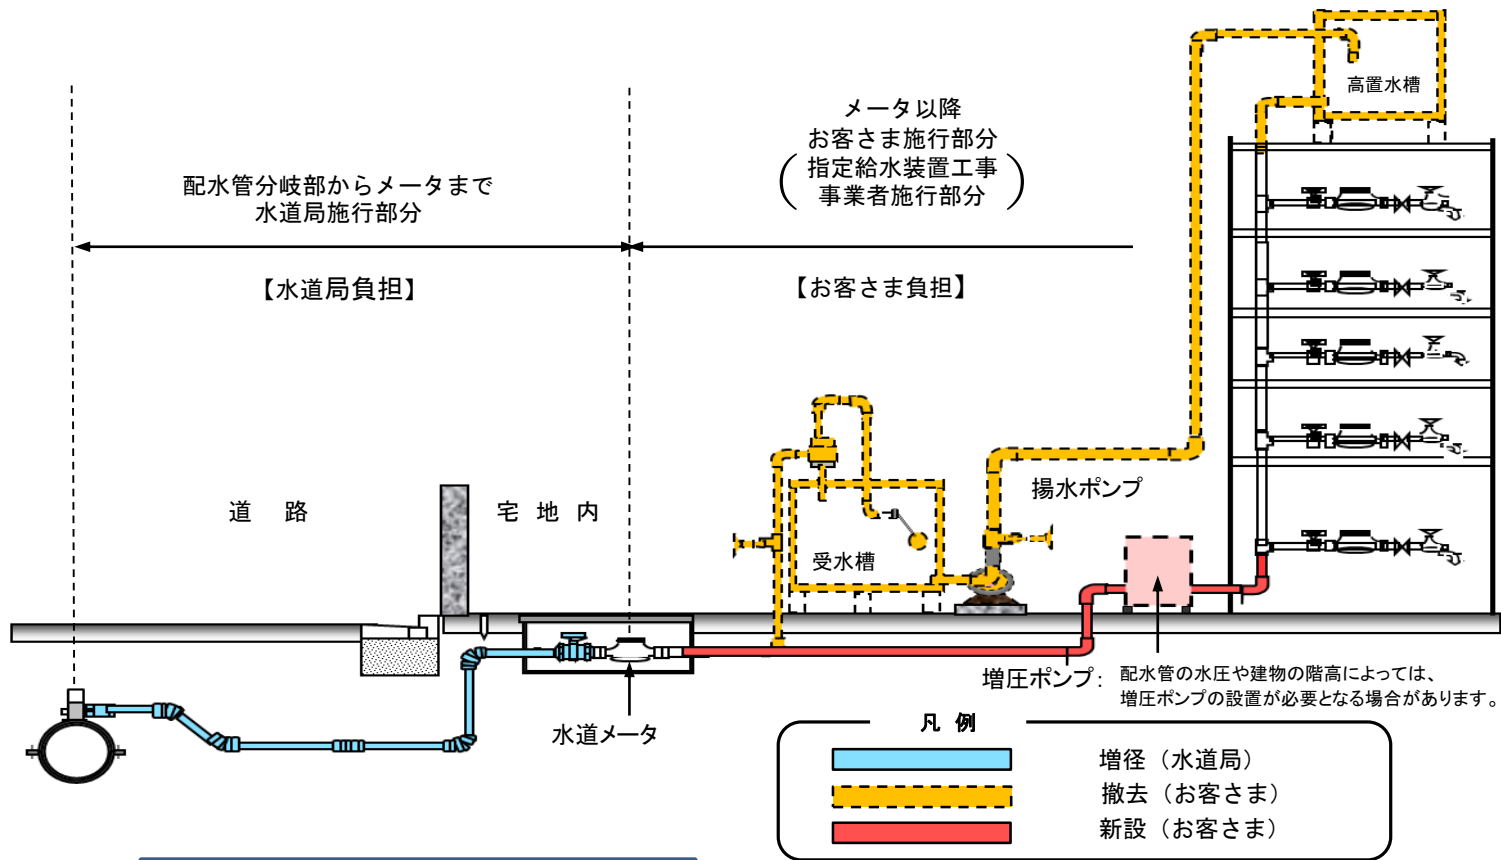 高置水槽
メータ以降
お客さま施行部分
(指定給水装置工事
事業者施行部分)
配水管分岐部からメータまで
水道局施行部分
【水道局負担】
【お客さま負担】
道 路
宅 地 内
揚水ポンプ
受水槽
増圧ポンプ:
配水管の水圧や建物の階高によっては、
増圧ポンプの設置が必要となる場合があります。
水道メータ
凡 例
増径（水道局）
撤去（お客さま）
新設（お客さま）